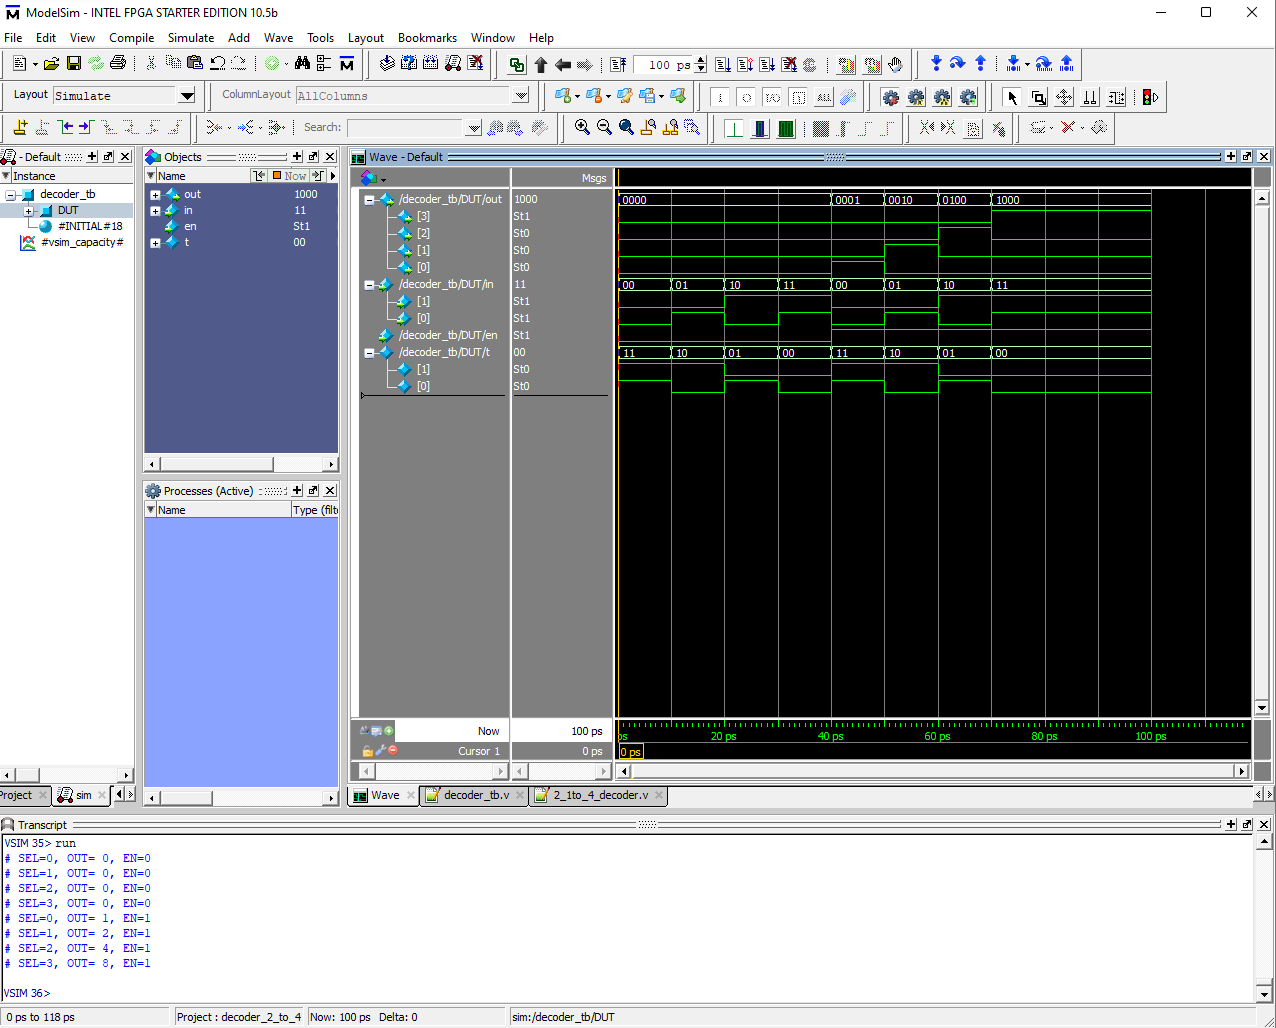 ModelSim - INTEL FPGA STARTER EDITION 10.5b
File Edit View Compile Simulate Add Wave Tools Layout Bookmarks Window Help
100 ps
Layout Simulate ColumnLayout AllColumns
Search:
- Default
Instance
decoder_tb
DUT
#INITIAL#18
#vsim_capacity#
Project sim
Objects
Name Now
out 1000
in 11
en St1
t 00
Processes (Active)
Name Type (filt
Wave - Default
Msgs
/decoder_tb/DUT/out 1000 0000 0001 0010 0100 1000
[3] St1
[2] St0
[1] St0
[0] St0
/decoder_tb/DUT/in 11 00 01 10 11 00 01 10 11
[1] St1
[0] St1
/decoder_tb/DUT/en St1
/decoder_tb/DUT/t 00 11 10 01 00 11 10 01 00
[1] St0
[0] St0
Now 100 ps ps 20 ps 40 ps 60 ps 80 ps 100 ps
Cursor 1 0 ps 0 ps
Wave decoder_tb.v 2_1to_4_decoder.v
Transcript
VSIM 35> run
# SEL=0, OUT= 0, EN=0
# SEL=1, OUT= 0, EN=0
# SEL=2, OUT= 0, EN=0
# SEL=3, OUT= 0, EN=0
# SEL=0, OUT= 1, EN=1
# SEL=1, OUT= 2, EN=1
# SEL=2, OUT= 4, EN=1
# SEL=3, OUT= 8, EN=1
VSIM 36>
0 ps to 118 ps Project : decoder_2_to_4 Now: 100 ps Delta: 0 sim:/decoder_tb/DUT